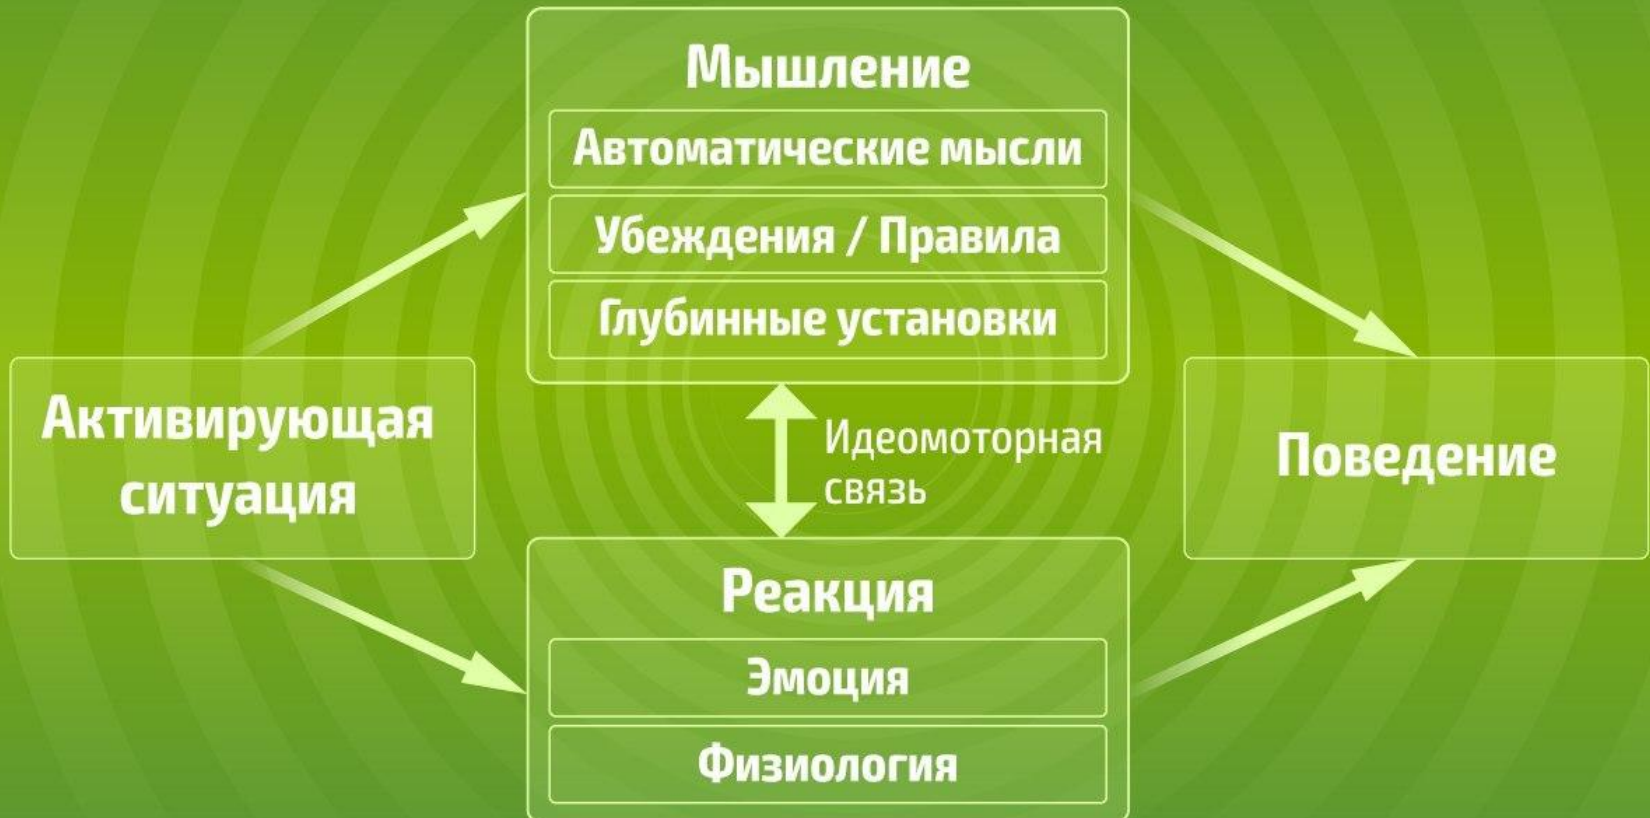 Мышление
Автоматические мысли
Убеждения / Правила
Глубинные установки
Активирующая
ситуация
Идеомоторная
связь
Поведение
Реакция
Эмоция
Физиология